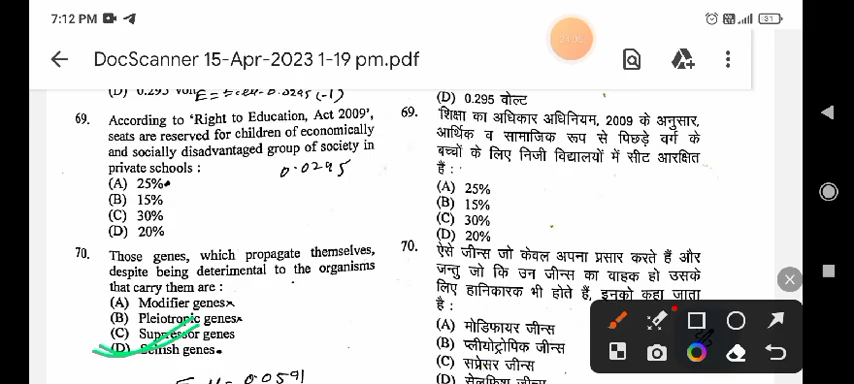 7:12 PM
31
DocScanner 15-Apr-2023 1-19 pm.pdf
(D) 0.295
69. According to 'Right to Education, Act 2009',
seats are reserved for children of economically
and socially disadvantaged group of society in
private schools :
0.0295
(A) 25%
(B) 15%
(C) 30%
(D) 20%
70. Those genes, which propagate themselves,
despite being deterimental to the organisms
that carry them are :
(A) Modifier genes
(B) Pleiotropic genes
(C) Suppressor genes
(D) Selfish genes
(D) 0.295 वोल्ट
69. शिक्षा का अधिकार अधिनियम, 2009 के अनुसार,
आर्थिक व सामाजिक रूप से पिछड़े वर्ग के
बच्चों के लिए निजी विद्यालयों में सीट आरक्षित
हैं :
(A) 25%
(B) 15%
(C) 30%
(D) 20%
70. ऐसे जीन्स जो केवल अपना प्रसार करते हैं और
जन्तु जो कि उन जीन्स का वाहक हो उसके
लिए हानिकारक भी होते हैं, इनको कहा जाता
है :
(A) मोडिफायर जीन्स
(B) प्लीयोट्रोपिक जीन्स
(C) सप्रेसर जीन्स
(D) सेलफिश जीन्स